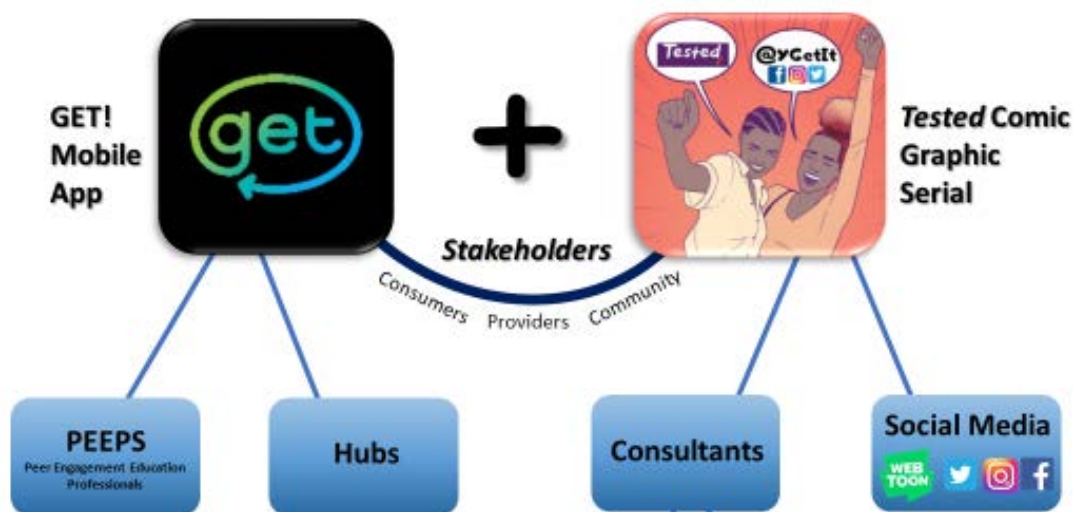 GET!
Mobile
App
get
Tested
@yGetIt
Tested Comic
Graphic
Serial
Stakeholders
Consumers Providers Community
PEEPS
Peer Engagement Education
Professionals
Hubs
Consultants
Social Media
WEB
TOON